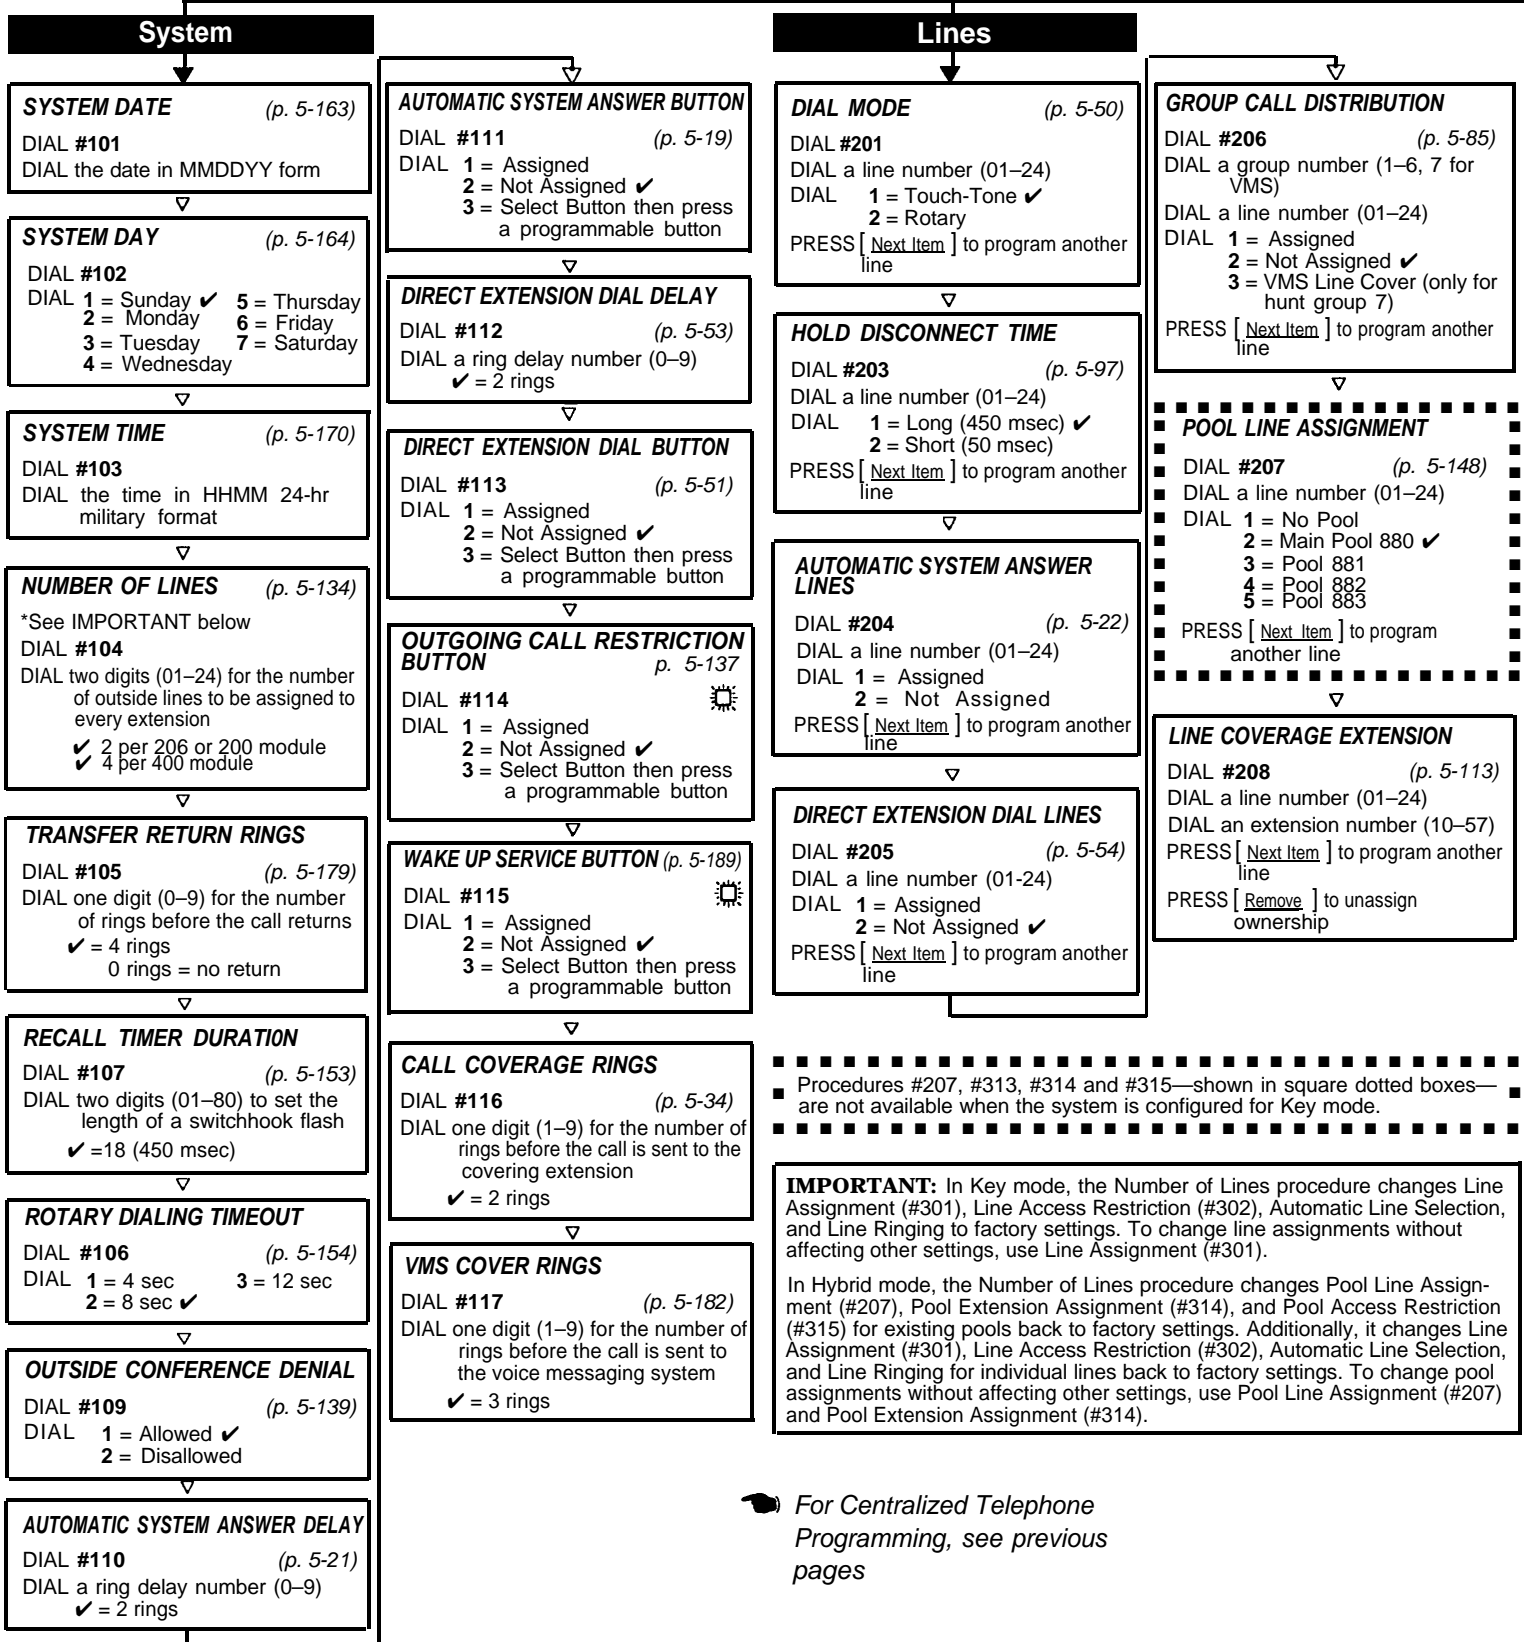 System
SYSTEM DATE (p. 5-163)
DIAL #101
DIAL the date in MMDDYY form
SYSTEM DAY (p. 5-164)
DIAL #102
DIAL 1 = Sunday ✔ 5 = Thursday
2 = Monday 6 = Friday
3 = Tuesday 7 = Saturday
4 = Wednesday
SYSTEM TIME (p. 5-170)
DIAL #103
DIAL the time in HHMM 24-hr
military format
NUMBER OF LINES (p. 5-134)
*See IMPORTANT below
DIAL #104
DIAL two digits (01–24) for the number
of outside lines to be assigned to
every extension
✔ 2 per 206 or 200 module
✔ 4 per 400 module
TRANSFER RETURN RINGS
DIAL #105 (p. 5-179)
DIAL one digit (0–9) for the number
of rings before the call returns
✔ = 4 rings
0 rings = no return
RECALL TIMER DURATI0N
DIAL #107 (p. 5-153)
DIAL two digits (01–80) to set the
length of a switchhook flash
✔ =18 (450 msec)
ROTARY DIALING TIMEOUT
DIAL #106 (p. 5-154)
DIAL 1 = 4 sec 3 = 12 sec
2 = 8 sec ✔
OUTSIDE CONFERENCE DENIAL
DIAL #109 (p. 5-139)
DIAL 1 = Allowed ✔
2 = Disallowed
AUTOMATIC SYSTEM ANSWER DELAY
DIAL #110 (p. 5-21)
DIAL a ring delay number (0–9)
✔ = 2 rings
AUTOMATIC SYSTEM ANSWER BUTTON
DIAL #111 (p. 5-19)
DIAL 1 = Assigned
2 = Not Assigned ✔
3 = Select Button then press
a programmable button
DIRECT EXTENSION DIAL DELAY
DIAL #112 (p. 5-53)
DIAL a ring delay number (0–9)
✔ = 2 rings
DIRECT EXTENSION DIAL BUTTON
DIAL #113 (p. 5-51)
DIAL 1 = Assigned
2 = Not Assigned ✔
3 = Select Button then press
a programmable button
OUTGOING CALL RESTRICTION
BUTTON p. 5-137
DIAL #114
DIAL 1 = Assigned
2 = Not Assigned ✔
3 = Select Button then press
a programmable button
WAKE UP SERVICE BUTTON (p. 5-189)
DIAL #115
DIAL 1 = Assigned
2 = Not Assigned ✔
3 = Select Button then press
a programmable button
CALL COVERAGE RINGS
DIAL #116 (p. 5-34)
DIAL one digit (1–9) for the number of
rings before the call is sent to the
covering extension
✔ = 2 rings
VMS COVER RINGS
DIAL #117 (p. 5-182)
DIAL one digit (1–9) for the number of
rings before the call is sent to
the voice messaging system
✔ = 3 rings
Lines
DIAL MODE (p. 5-50)
DIAL #201
DIAL a line number (01–24)
DIAL 1 = Touch-Tone ✔
2 = Rotary
PRESS [ Next Item ] to program another
line
HOLD DISCONNECT TIME
DIAL #203 (p. 5-97)
DIAL a line number (01–24)
DIAL 1 = Long (450 msec) ✔
2 = Short (50 msec)
PRESS [ Next Item ] to program another
line
AUTOMATIC SYSTEM ANSWER
LINES
DIAL #204 (p. 5-22)
DIAL a line number (01–24)
DIAL 1 = Assigned
2 = Not Assigned
PRESS [ Next Item ] to program another
line
DIRECT EXTENSION DIAL LINES
DIAL #205 (p. 5-54)
DIAL a line number (01-24)
DIAL 1 = Assigned
2 = Not Assigned ✔
PRESS [ Next Item ] to program another
line
GROUP CALL DISTRIBUTION
DIAL #206 (p. 5-85)
DIAL a group number (1–6, 7 for
VMS)
DIAL a line number (01–24)
DIAL 1 = Assigned
2 = Not Assigned ✔
3 = VMS Line Cover (only for
hunt group 7)
PRESS [ Next Item ] to program another
line
POOL LINE ASSIGNMENT
DIAL #207 (p. 5-148)
DIAL a line number (01–24)
DIAL 1 = No Pool
2 = Main Pool 880 ✔
3 = Pool 881
4 = Pool 882
5 = Pool 883
PRESS [ Next Item ] to program
another line
LINE COVERAGE EXTENSION
DIAL #208 (p. 5-113)
DIAL a line number (01–24)
DIAL an extension number (10–57)
PRESS [ Next Item ] to program another
line
PRESS [ Remove ] to unassign
ownership
Procedures #207, #313, #314 and #315—shown in square dotted boxes—
are not available when the system is configured for Key mode.
IMPORTANT: In Key mode, the Number of Lines procedure changes Line
Assignment (#301), Line Access Restriction (#302), Automatic Line Selection,
and Line Ringing to factory settings. To change line assignments without
affecting other settings, use Line Assignment (#301).
In Hybrid mode, the Number of Lines procedure changes Pool Line Assign-
ment (#207), Pool Extension Assignment (#314), and Pool Access Restriction
(#315) for existing pools back to factory settings. Additionally, it changes Line
Assignment (#301), Line Access Restriction (#302), Automatic Line Selection,
and Line Ringing for individual lines back to factory settings. To change pool
assignments without affecting other settings, use Pool Line Assignment (#207)
and Pool Extension Assignment (#314).
For Centralized Telephone
Programming, see previous
pages